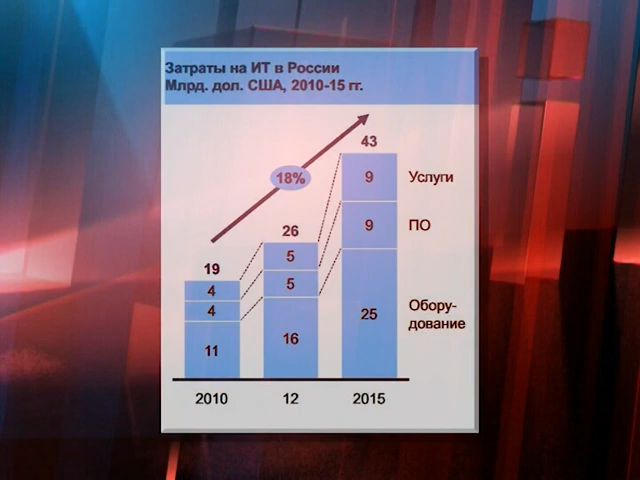 Затраты на ИТ в России
Млрд. дол. США, 2010-15 гг.
43
18%
9
Услуги
26
9
ПО
5
19
5
4
4
25
Обору-
дование
16
11
2010
12
2015